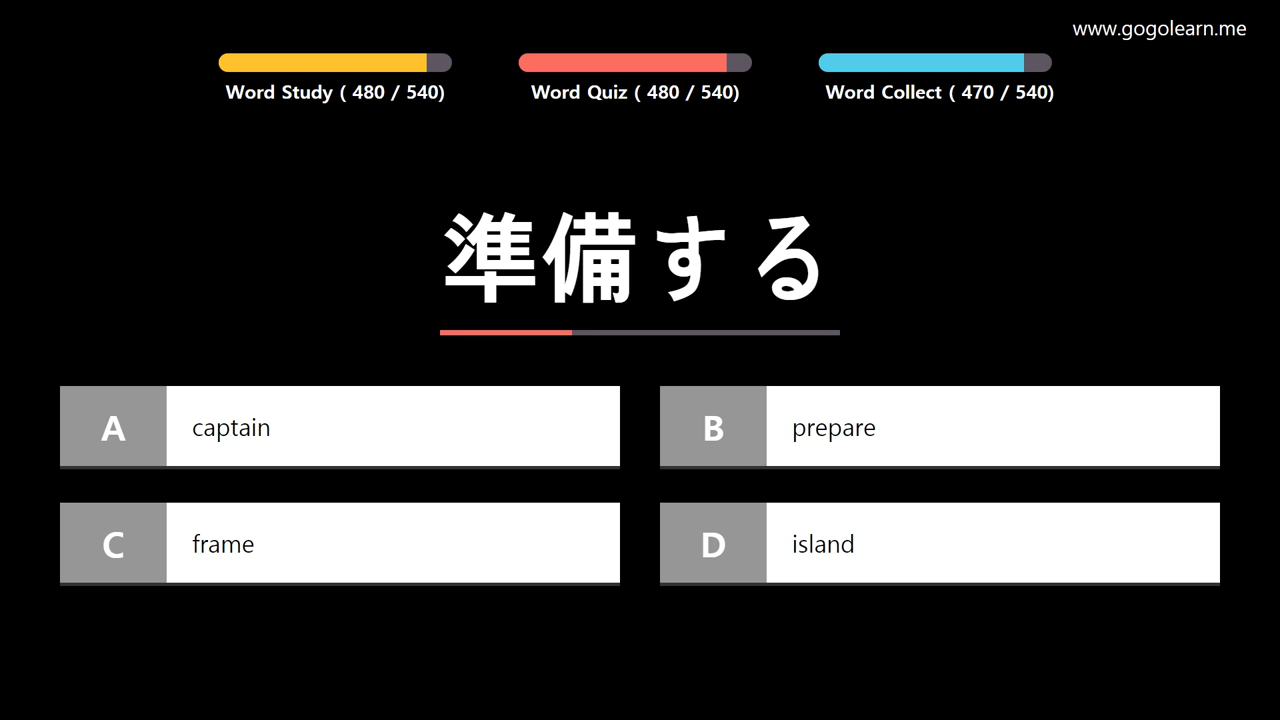 www.gogolearn.me
Word Study ( 480 / 540)
Word Quiz ( 480 / 540)
Word Collect ( 470 / 540)
準備する
A captain
B prepare
C frame
D island